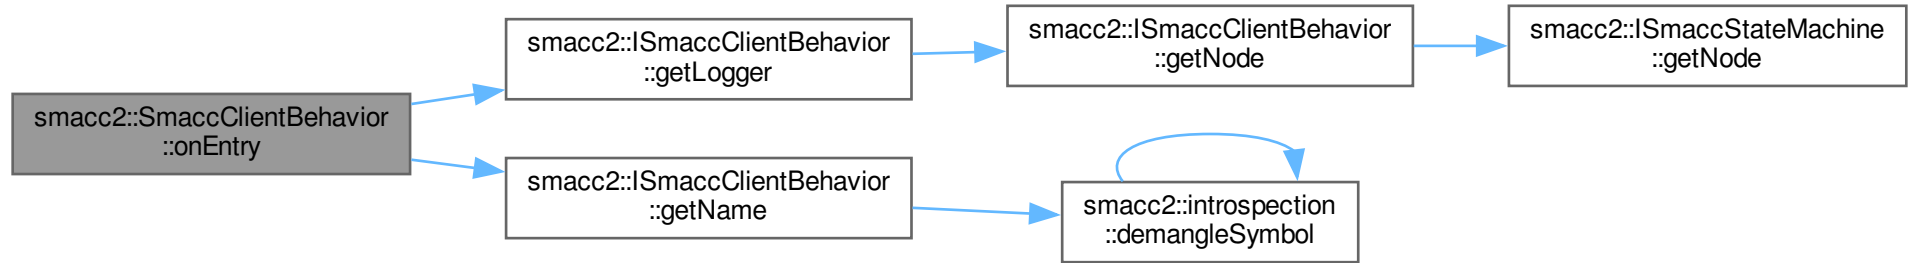 smacc2::SmaccClientBehavior
::onEntry
smacc2::ISmaccClientBehavior
::getLogger
smacc2::ISmaccClientBehavior
::getNode
smacc2::ISmaccStateMachine
::getNode
smacc2::ISmaccClientBehavior
::getName
smacc2::introspection
::demangleSymbol